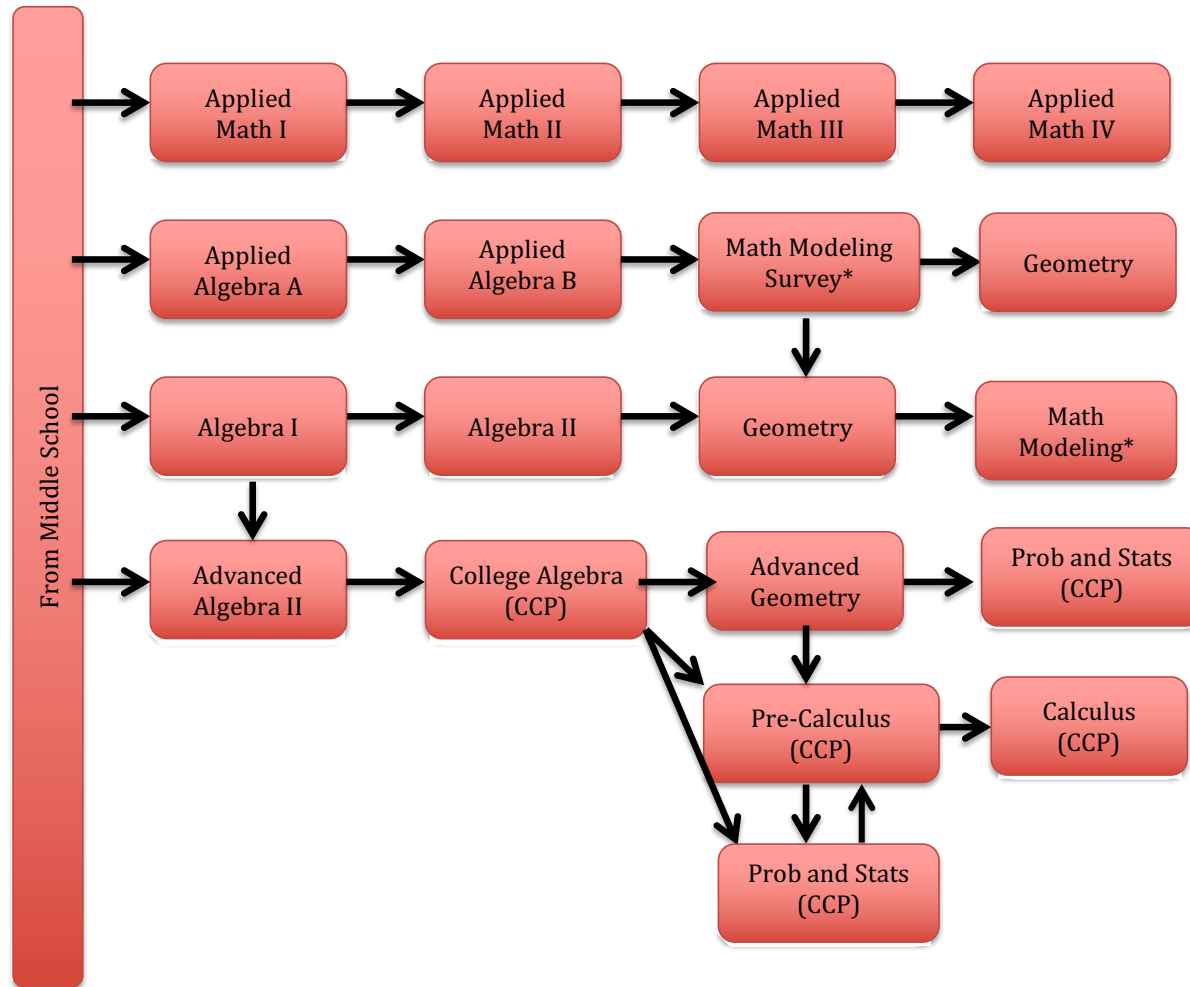 From Middle School
Applied
Math I
Applied
Math II
Applied
Math III
Applied
Math IV
Applied
Algebra A
Applied
Algebra B
Math Modeling
Survey*
Geometry
Algebra I
Algebra II
Geometry
Math
Modeling*
Advanced
Algebra II
College Algebra
(CCP)
Advanced
Geometry
Prob and Stats
(CCP)
Pre-Calculus
(CCP)
Calculus
(CCP)
Prob and Stats
(CCP)